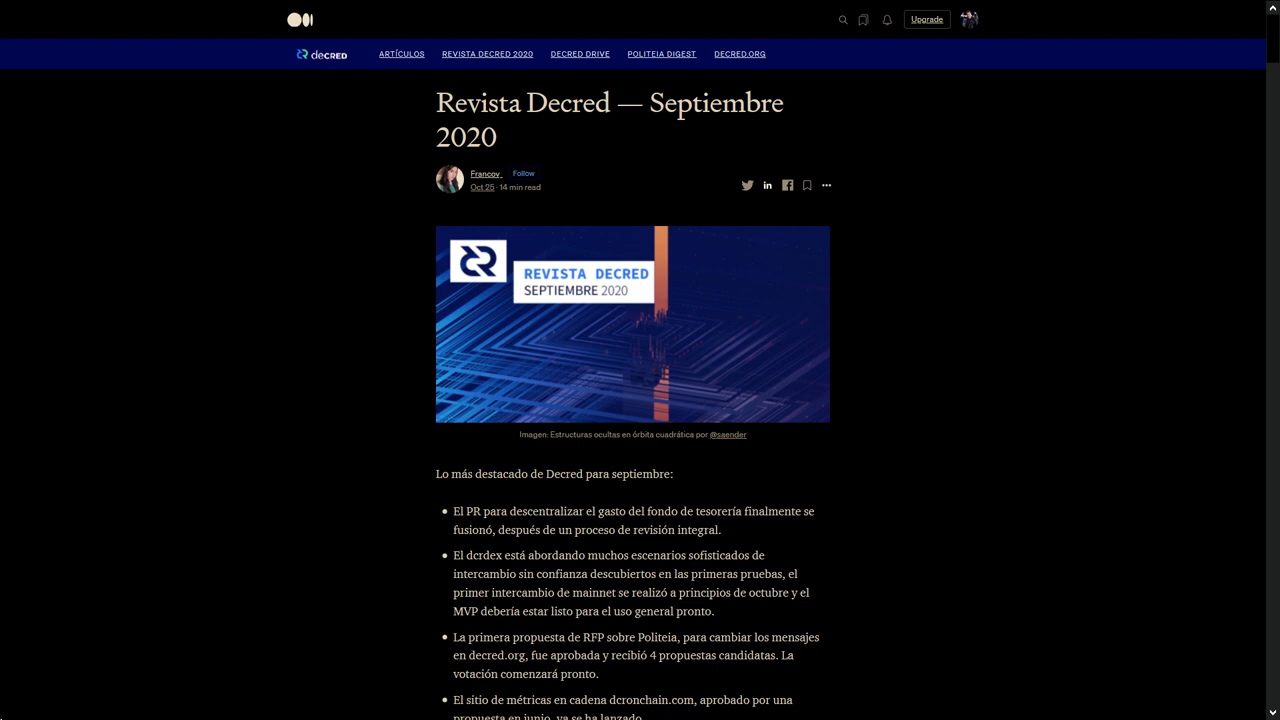 Upgrade
decRED
ARTÍCULOS
REVISTA DECRED 2020
DECRED DRIVE
POLITEIA DIGEST
DECRED.ORG
Revista Decred — Septiembre
2020
Francov
Follow
Oct 25 · 14 min read
REVISTA DECRED
SEPTIEMBRE 2020
Imagen: Estructuras ocultas en órbita cuadrática por @saender
Lo más destacado de Decred para septiembre:
El PR para descentralizar el gasto del fondo de tesorería finalmente se
fusionó, después de un proceso de revisión integral.
El dcrdex está abordando muchos escenarios sofisticados de
intercambio sin confianza descubiertos en las primeras pruebas, el
primer intercambio de mainnet se realizó a principios de octubre y el
MVP debería estar listo para el uso general pronto.
La primera propuesta de RFP sobre Politeia, para cambiar los mensajes
en decred.org, fue aprobada y recibió 4 propuestas candidatas. La
votación comenzará pronto.
El sitio de métricas en cadena dcronchain.com, aprobado por una
propuesta en junio, ya se ha lanzado.